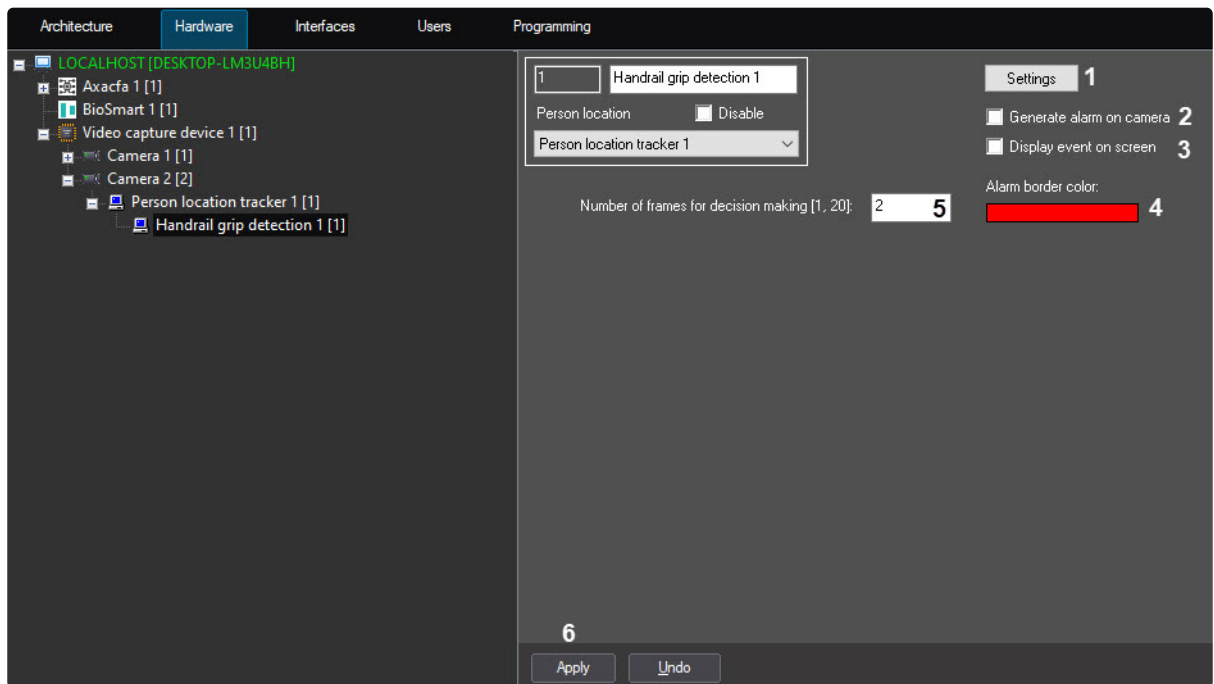 Architecture Hardware Interfaces Users Programming
LOCALHOST [DESKTOP-LM3U4BH]
Axacfa 1 [1]
BioSmart 1 [1]
Video capture device 1 [1]
Camera 1 [1]
Camera 2 [2]
Person location tracker 1 [1]
Handrail grip detection 1 [1]
1 Handrail grip detection 1
Person location Disable
Person location tracker 1
Number of frames for decision making [1, 20]: 2 5
Settings 1
Generate alarm on camera 2
Display event on screen 3
Alarm border color:
4
6
Apply Undo